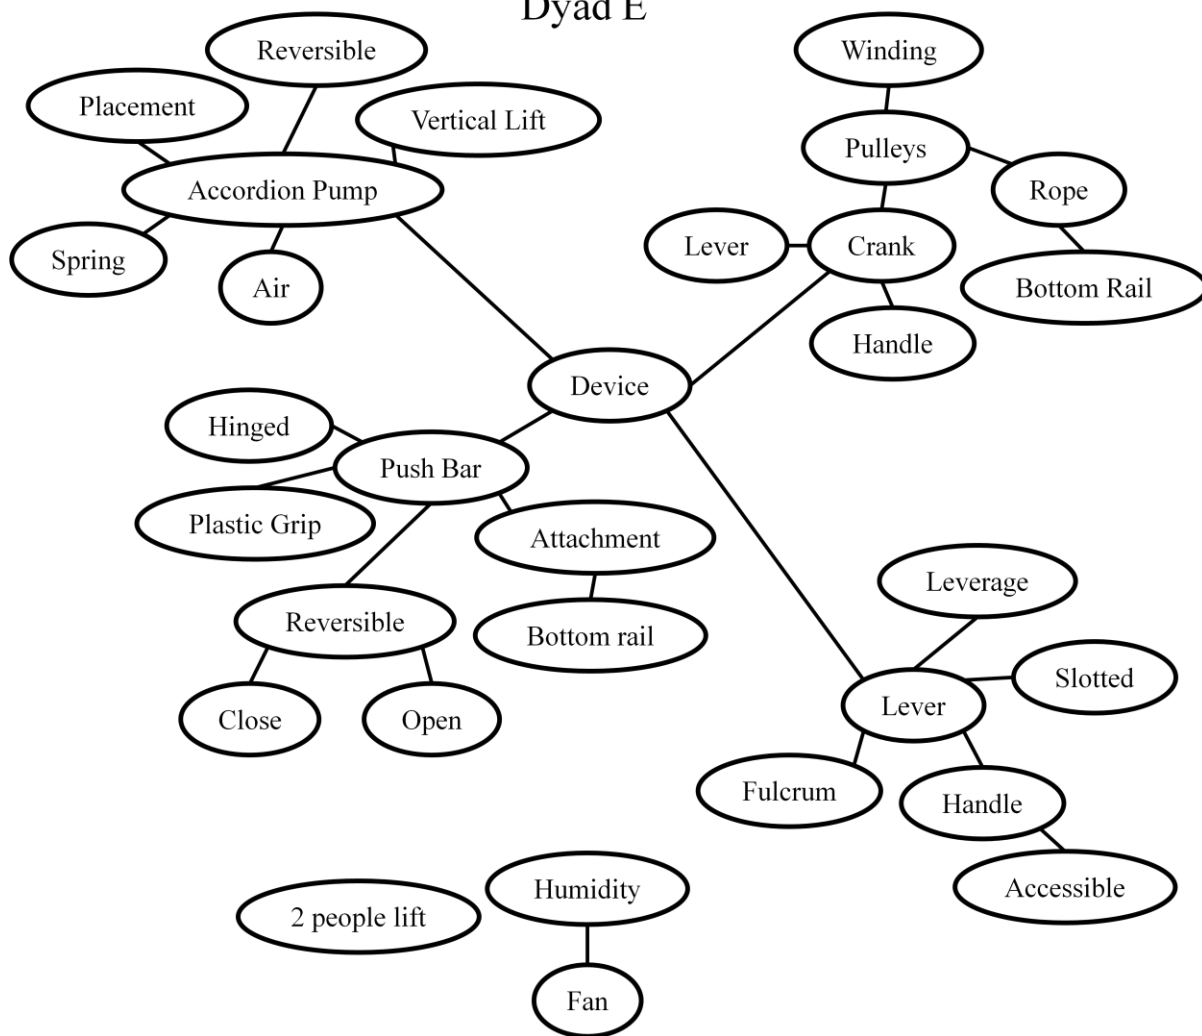 Dyad E
Reversible
Winding
Placement
Vertical Lift
Pulleys
Accordion Pump
Rope
Spring
Air
Lever
Crank
Bottom Rail
Handle
Device
Hinged
Push Bar
Plastic Grip
Attachment
Leverage
Reversible
Bottom rail
Slotted
Close
Open
Lever
Fulcrum
Handle
Accessible
Humidity
2 people lift
Fan